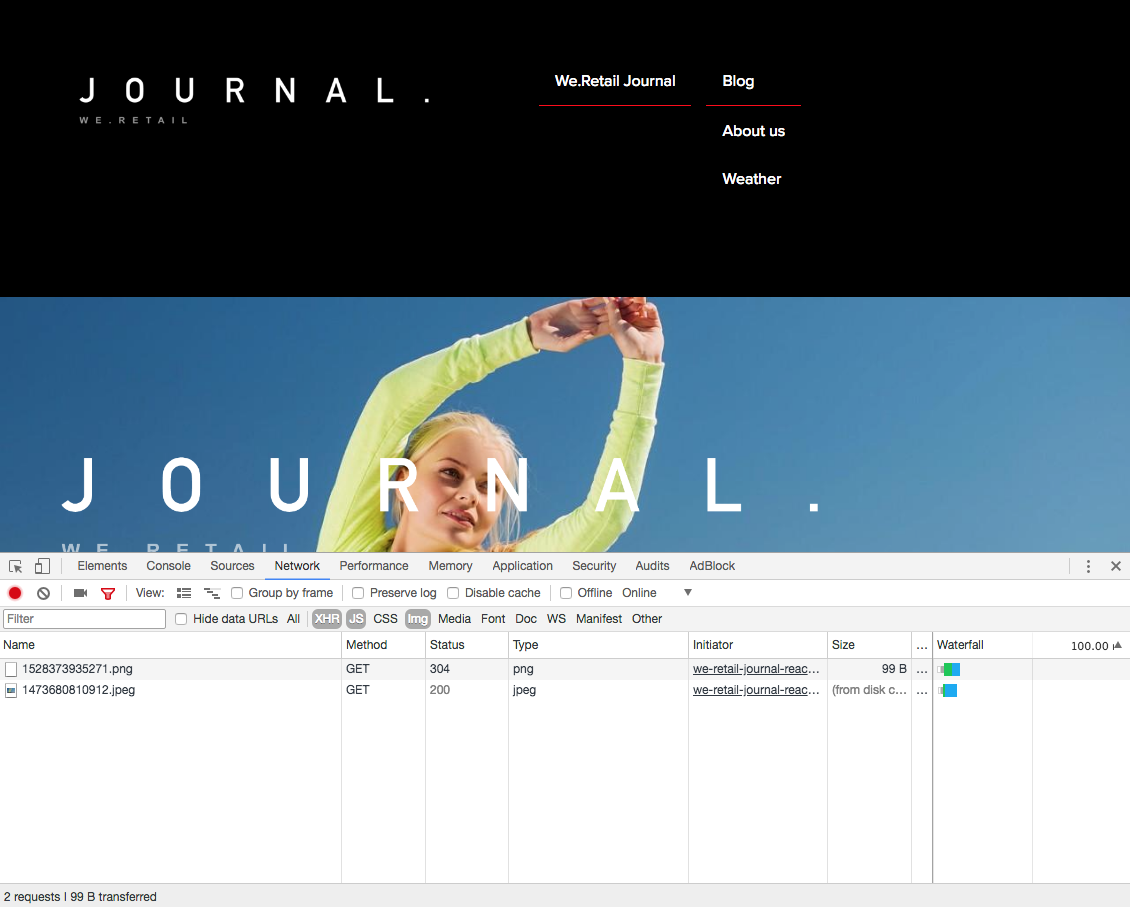 J O U R N A L .
WE.RETAIL
We.Retail Journal
Blog
About us
Weather
J O U R N A L .
WE.RETAIL
Elements Console Sources Network Performance Memory Application Security Audits AdBlock
View: Group by frame Preserve log Disable cache Offline Online
Filter Hide data URLs All XHR JS CSS Img Media Font Doc WS Manifest Other
Name Method Status Type Initiator Size ... Waterfall 100.00
1528373935271.png GET 304 png we-retail-journal-reac... 99 B ...
1473680810912.jpeg GET 200 jpeg we-retail-journal-reac... (from disk c... ...
2 requests | 99 B transferred